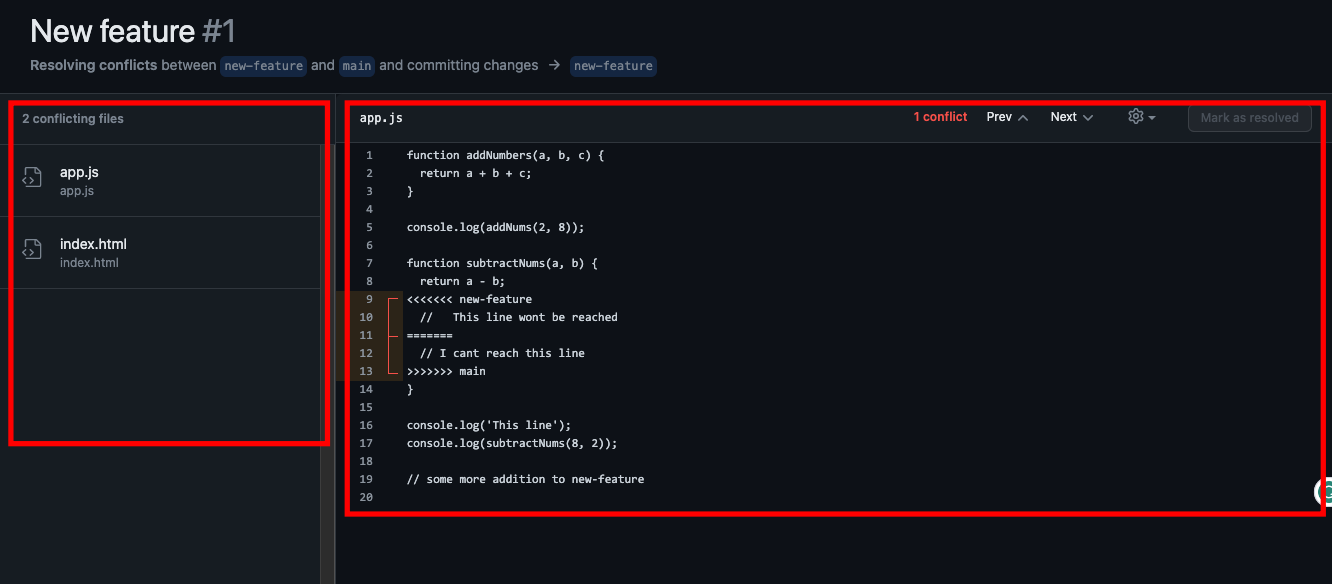 New feature #1
Resolving conflicts between new-feature and main and committing changes → new-feature
2 conflicting files
app.js
app.js
index.html
index.html
app.js 1 conflict Prev Next Mark as resolved
1 function addNumbers(a, b, c) {
2   return a + b + c;
3 }
4
5 console.log(addNums(2, 8));
6
7 function subtractNums(a, b) {
8   return a - b;
9 <<<<<<< new-feature
10   //   This line wont be reached
11 =======
12   // I cant reach this line
13 >>>>>>> main
14 }
15
16 console.log('This line');
17 console.log(subtractNums(8, 2));
18
19 // some more addition to new-feature
20